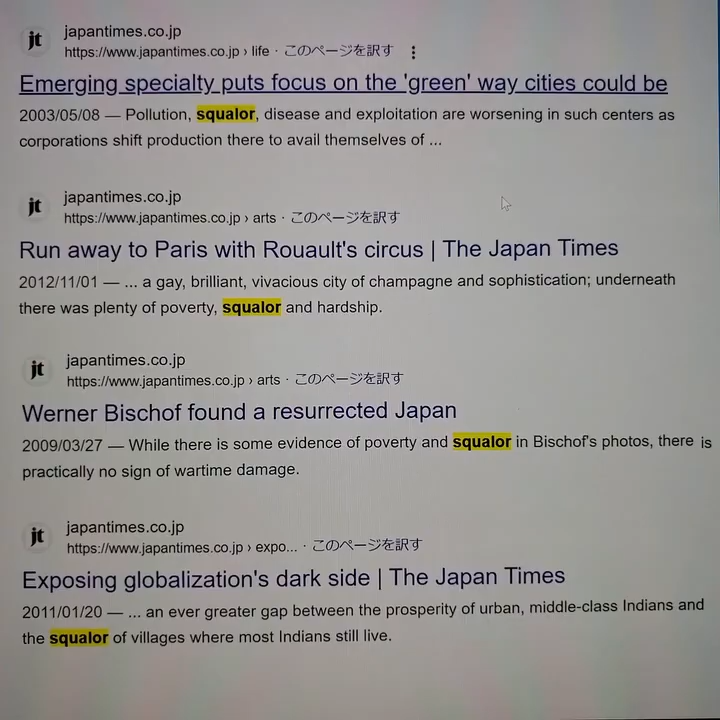 jt
japantimes.co.jp
https://www.japantimes.co.jp › life · このページを訳す
Emerging specialty puts focus on the 'green' way cities could be
2003/05/08 — Pollution, squalor, disease and exploitation are worsening in such centers as
corporations shift production there to avail themselves of ...
jt
japantimes.co.jp
https://www.japantimes.co.jp › arts · このページを訳す
Run away to Paris with Rouault's circus | The Japan Times
2012/11/01 — ... a gay, brilliant, vivacious city of champagne and sophistication; underneath
there was plenty of poverty, squalor and hardship.
jt
japantimes.co.jp
https://www.japantimes.co.jp › arts · このページを訳す
Werner Bischof found a resurrected Japan
2009/03/27 — While there is some evidence of poverty and squalor in Bischof's photos, there is
practically no sign of wartime damage.
jt
japantimes.co.jp
https://www.japantimes.co.jp › expo... · このページを訳す
Exposing globalization's dark side | The Japan Times
2011/01/20 — ... an ever greater gap between the prosperity of urban, middle-class Indians and
the squalor of villages where most Indians still live.